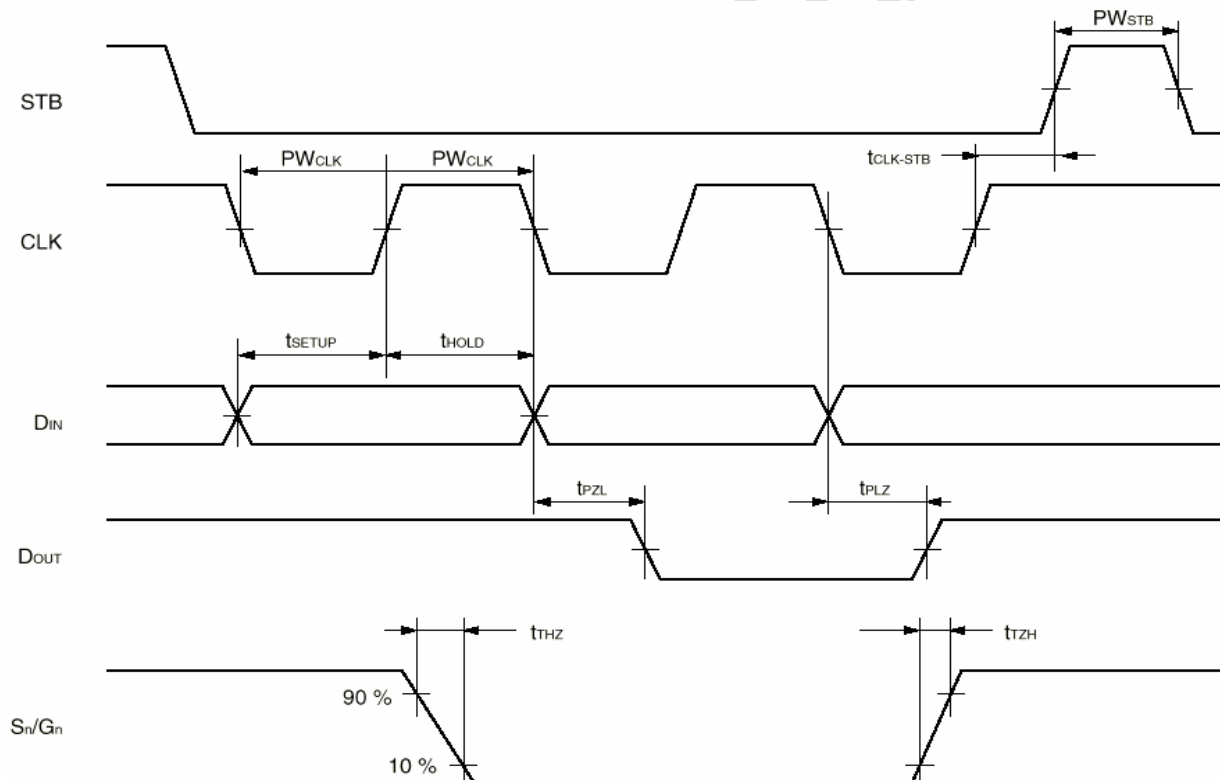 PWSTB
STB
PWCLK PWCLK
tCLK-STB
CLK
tSETUP tHOLD
DIN
tPZL tPLZ
DOUT
tTHZ tTZH
90 %
Sn/Gn
10 %